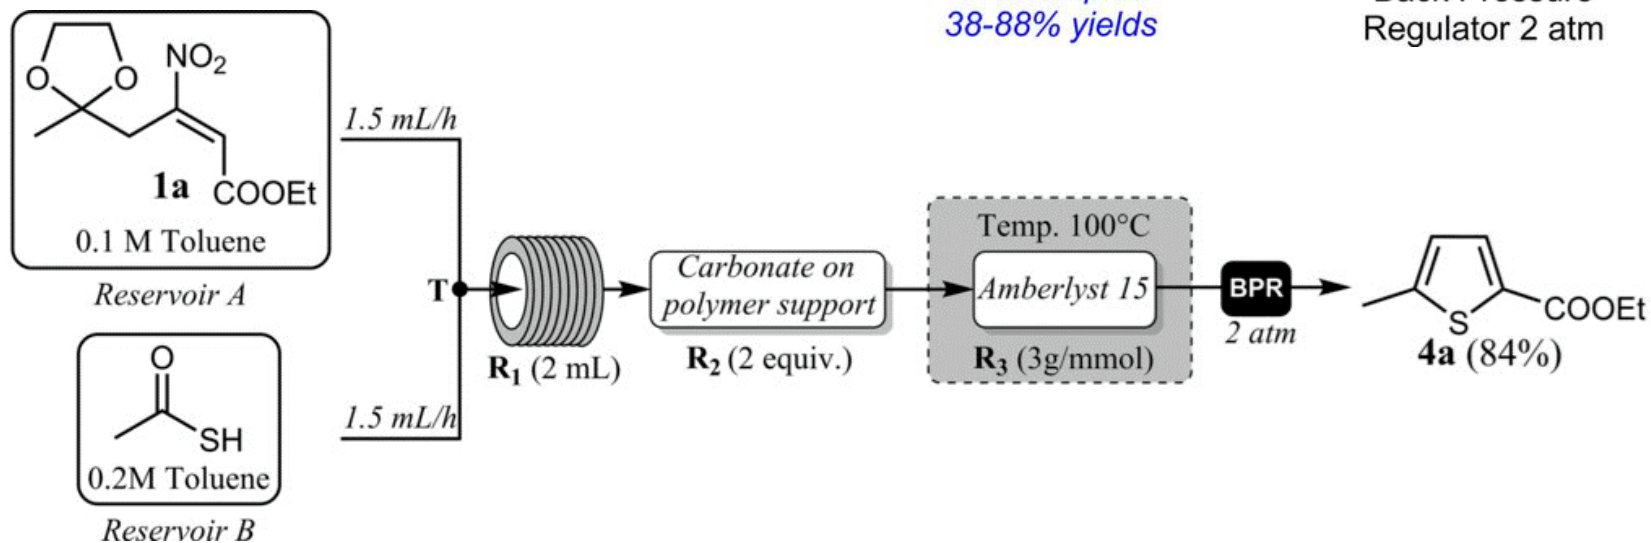 38-88% yields
Regulator 2 atm
O
O
NO2
1a
COOEt
0.1 M Toluene
Reservoir A
1.5 mL/h
O
SH
0.2M Toluene
Reservoir B
1.5 mL/h
T
R1 (2 mL)
Carbonate on
polymer support
R2 (2 equiv.)
Temp. 100°C
Amberlyst 15
R3 (3g/mmol)
BPR
2 atm
S
COOEt
4a (84%)